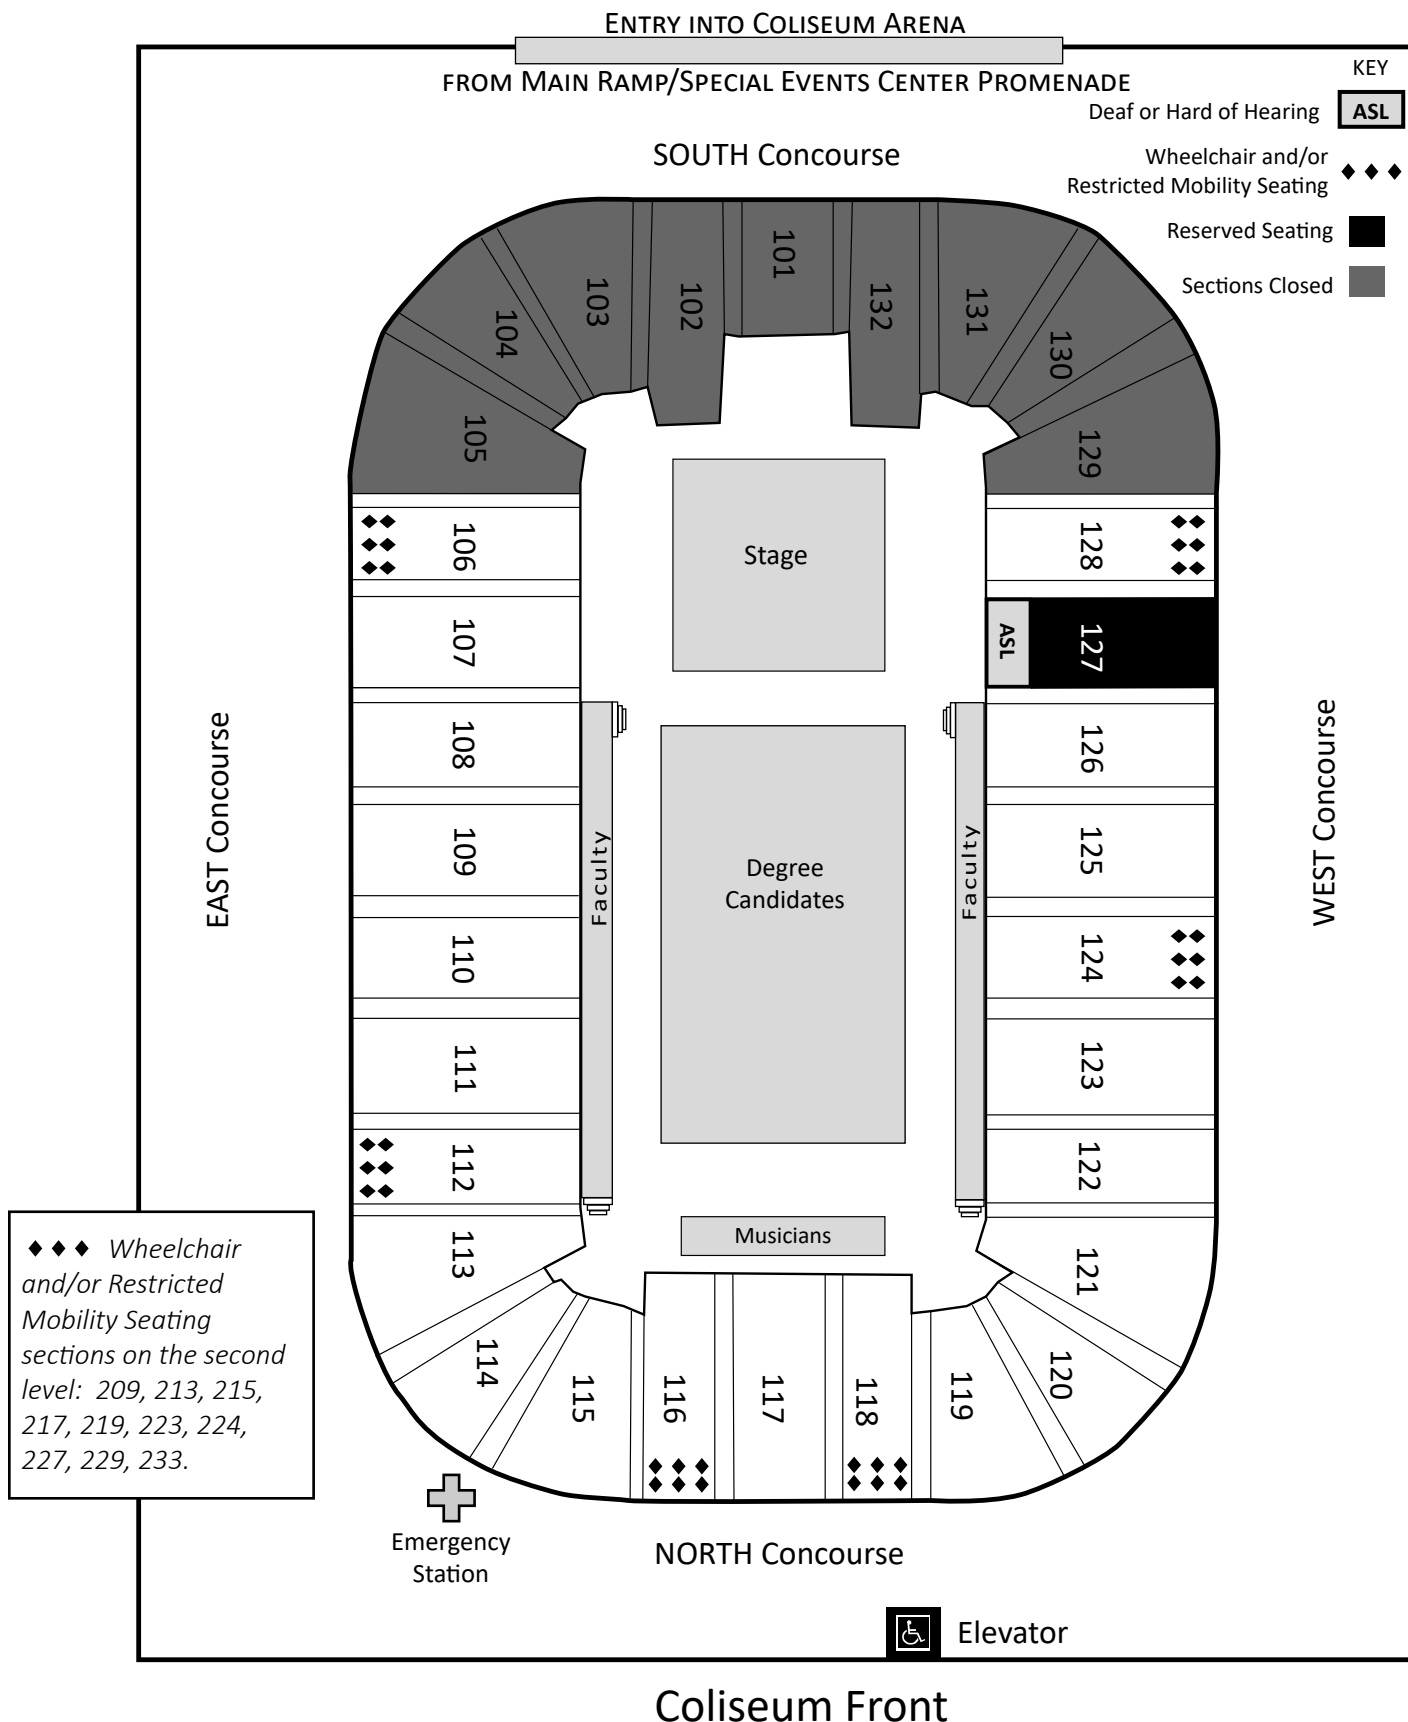 ENTRY INTO COLISEUM ARENA
FROM MAIN RAMP/SPECIAL EVENTS CENTER PROMENADE
KEY
Deaf or Hard of Hearing ASL
Wheelchair and/or
Restricted Mobility Seating
Reserved Seating
Sections Closed
SOUTH Concourse
101
102
103
104
105
132
131
130
129
106
107
108
109
110
111
112
113
114
115
116
117
118
119
120
121
122
123
124
125
126
127
ASL
128
Stage
Faculty
Degree
Candidates
Faculty
Musicians
EAST Concourse
WEST Concourse
Wheelchair
and/or Restricted
Mobility Seating
sections on the second
level: 209, 213, 215,
217, 219, 223, 224,
227, 229, 233.
Emergency
Station
NORTH Concourse
Elevator
Coliseum Front